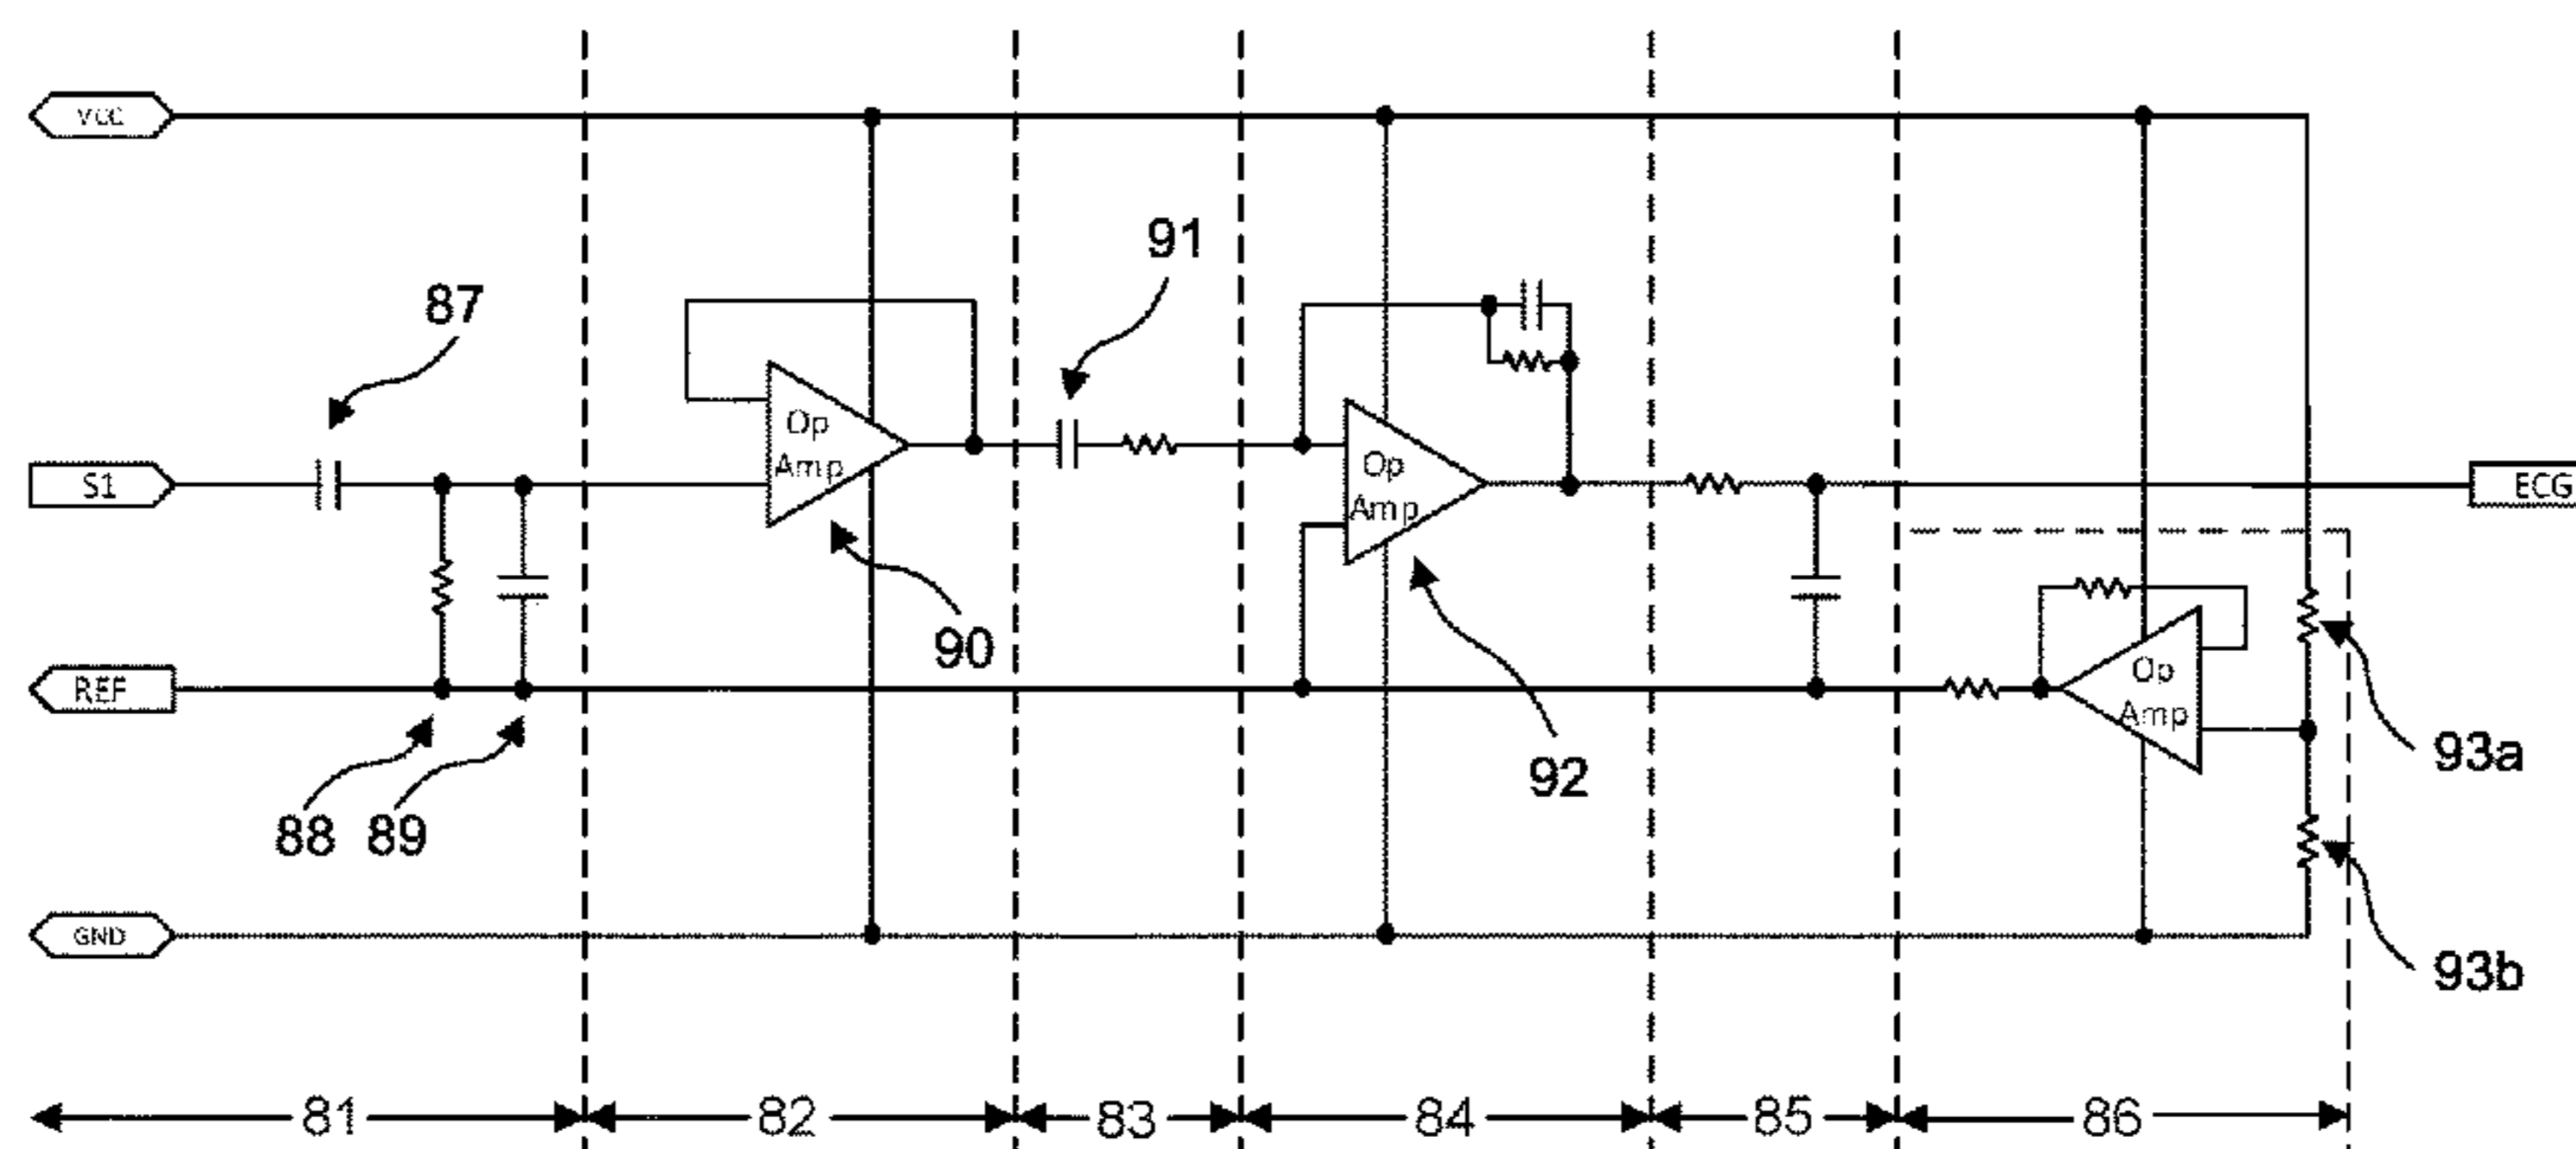 VCC
91
87
Op
Amp
Op
Amp
S1
ECG
90
REF
Op
Amp
93a
92
88 89
GND
93b
81 82 83 84 85 86